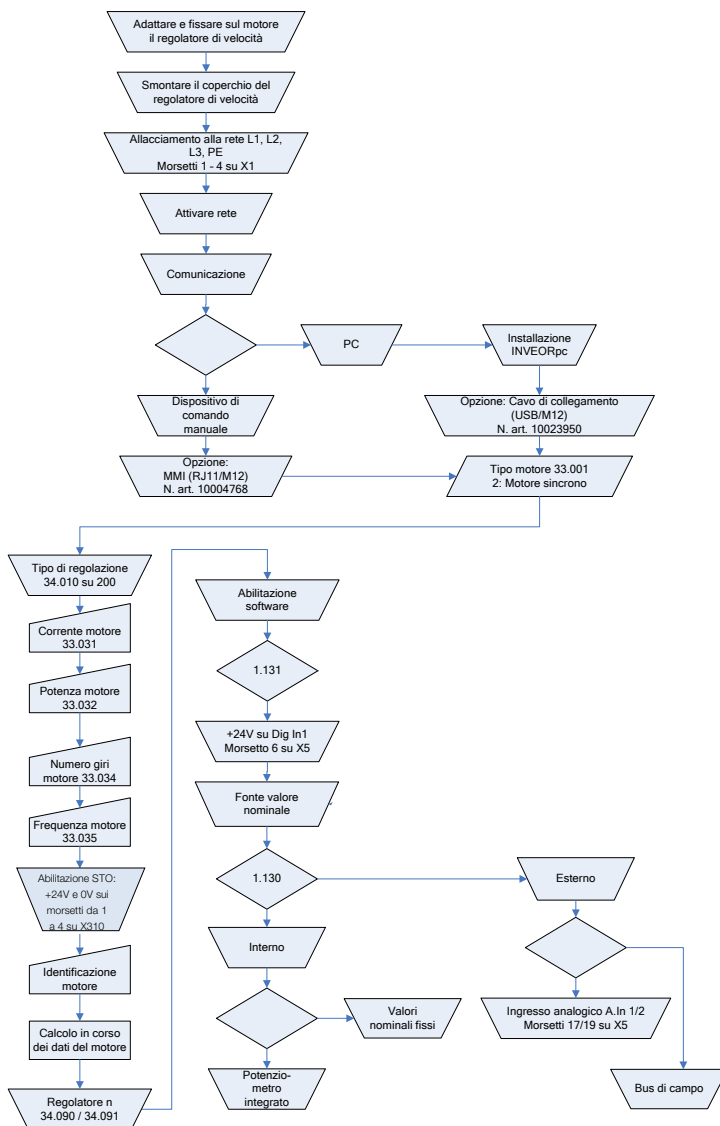 Adattare e fissare sul motore
il regolatore di velocità
Smontare il coperchio del
regolatore di velocità
Allacciamento alla rete L1, L2,
L3, PE
Morsetti 1 - 4 su X1
Attivare rete
Comunicazione
PC
Installazione
INVEORpc
Dispositivo di
comando
manuale
Opzione: Cavo di collegamento
(USB/M12)
N. art. 10023950
Opzione:
MMI (RJ11/M12)
N. art. 10004768
Tipo motore 33.001
2: Motore sincrono
Tipo di regolazione
34.010 su 200
Corrente motore
33.031
Potenza motore
33.032
Numero giri
motore 33.034
Frequenza motore
33.035
Abilitazione STO:
+24V e 0V sui
morsetti da 1
a 4 su X310
Identificazione
motore
Calcolo in corso
dei dati del motore
Regolatore n
34.090 / 34.091
Abilitazione
software
1.131
+24V su Dig In1
Morsetto 6 su X5
Fonte valore
nominale
1.130
Esterno
Interno
Valori
nominali fissi
Ingresso analogico A.In 1/2
Morsetti 17/19 su X5
Potenzio-
metro
integrato
Bus di campo